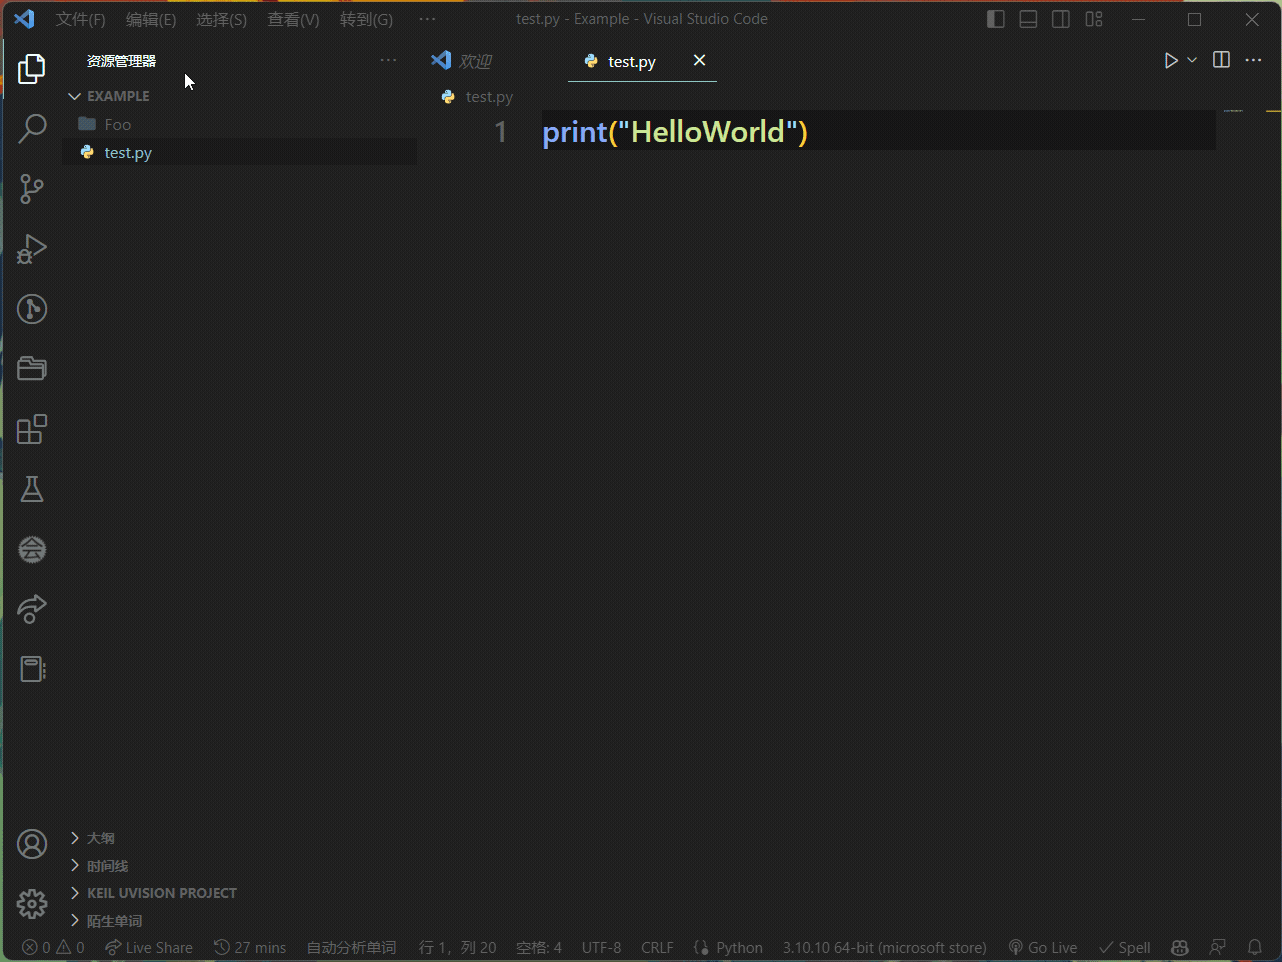 文件(F) 编辑(E) 选择(S) 查看(V) 转到(G) ··· test.py - Example - Visual Studio Code
资源管理器 ···
欢迎 test.py ···
EXAMPLE
Foo
test.py
test.py
1 print("HelloWorld")
会
大纲
时间线
KEIL UVISION PROJECT
陌生单词
0 0 Live Share 27 mins 自动分析单词 行 1，列 20 空格: 4 UTF-8 CRLF Python 3.10.10 64-bit (microsoft store) Go Live Spell